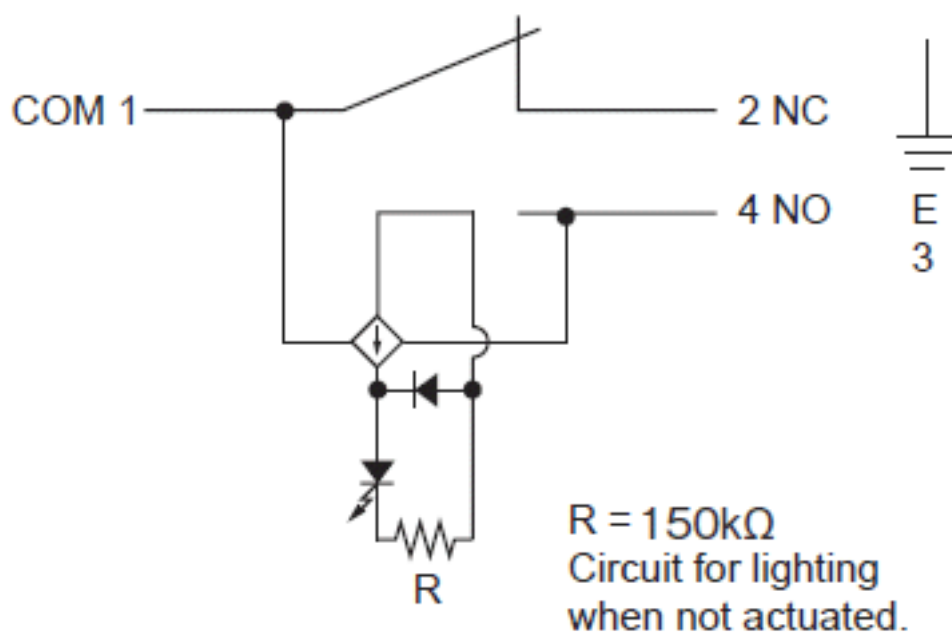 COM 1
2 NC
4 NO
E
3
R
R = 150kΩ
Circuit for lighting
when not actuated.